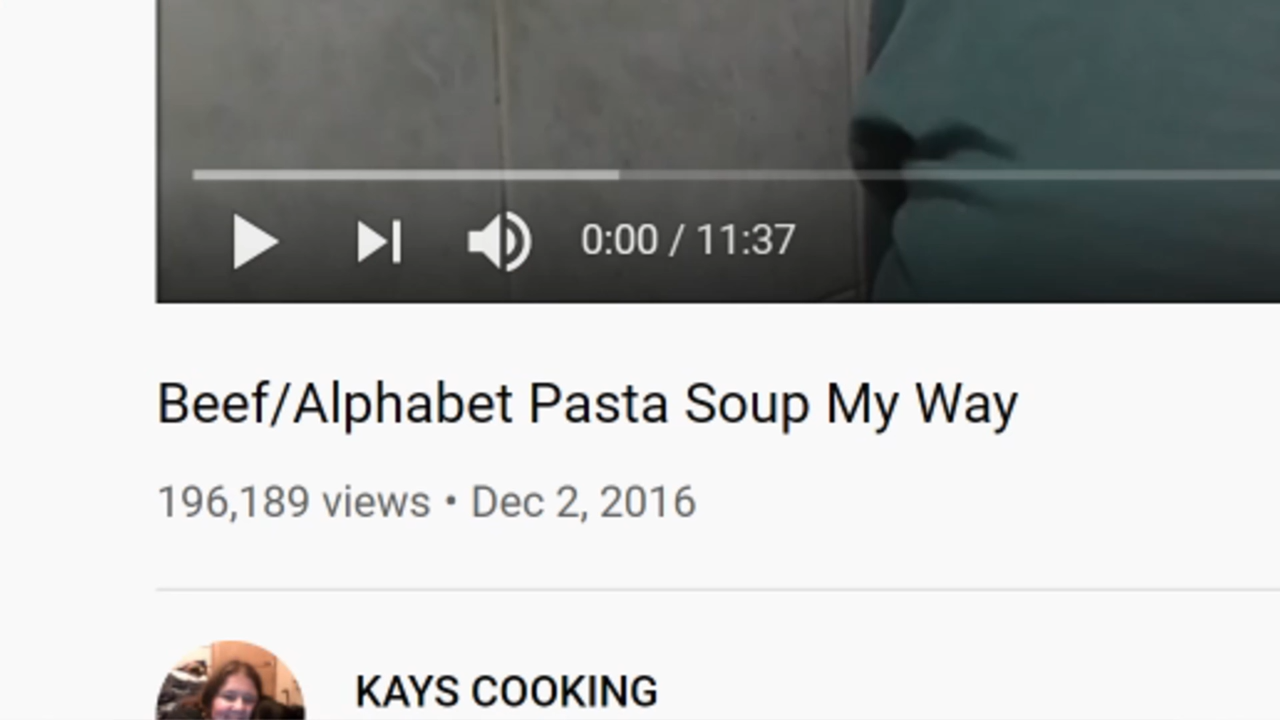 0:00 / 11:37
Beef/Alphabet Pasta Soup My Way
196,189 views • Dec 2, 2016
KAYS COOKING